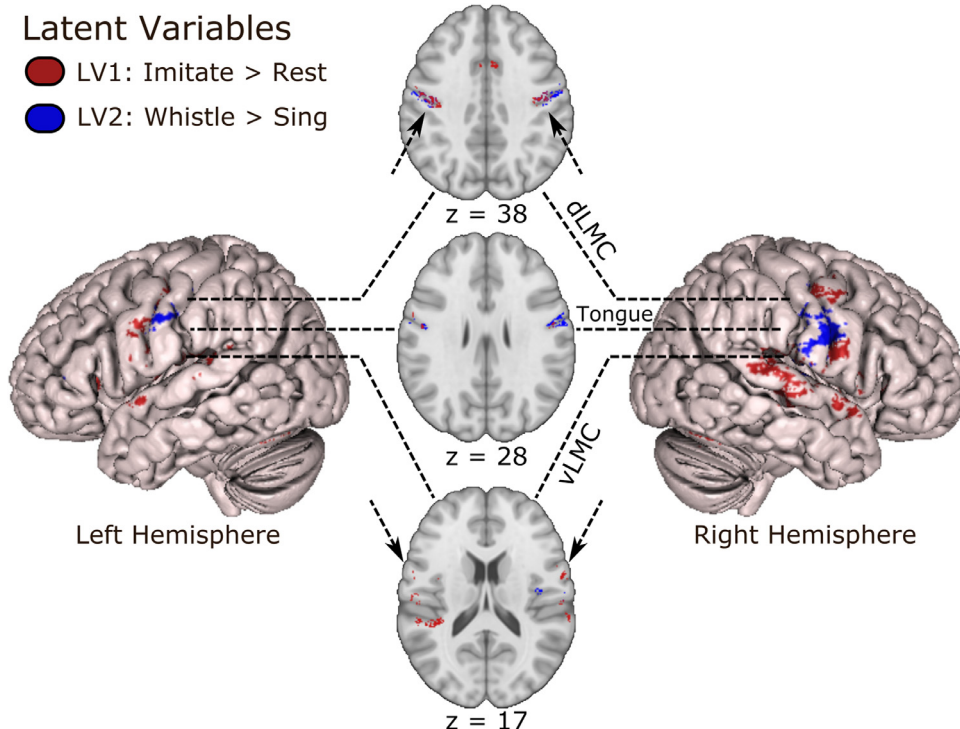 Latent Variables
LV1: Imitate > Rest
LV2: Whistle > Sing
z = 38
dLMC
Tongue
z = 28
vLMC
Left Hemisphere
Right Hemisphere
z = 17